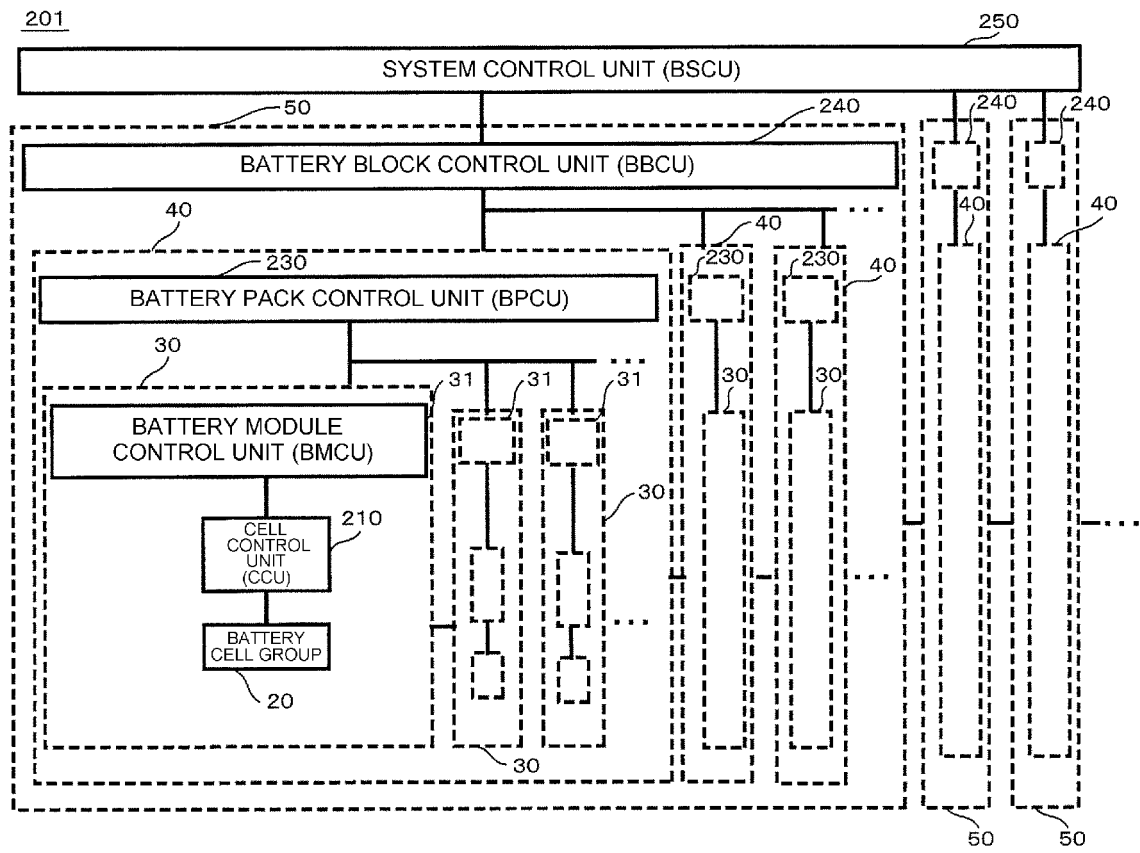 201
250
SYSTEM CONTROL UNIT (BSCU)
50
240
240
240
BATTERY BLOCK CONTROL UNIT (BBCU)
40
40
40
40
230
230
230
40
BATTERY PACK CONTROL UNIT (BPCU)
30
31
31
31
30
30
BATTERY MODULE
CONTROL UNIT (BMCU)
30
210
CELL
CONTROL
UNIT
(CCU)
BATTERY
CELL GROUP
20
30
50
50